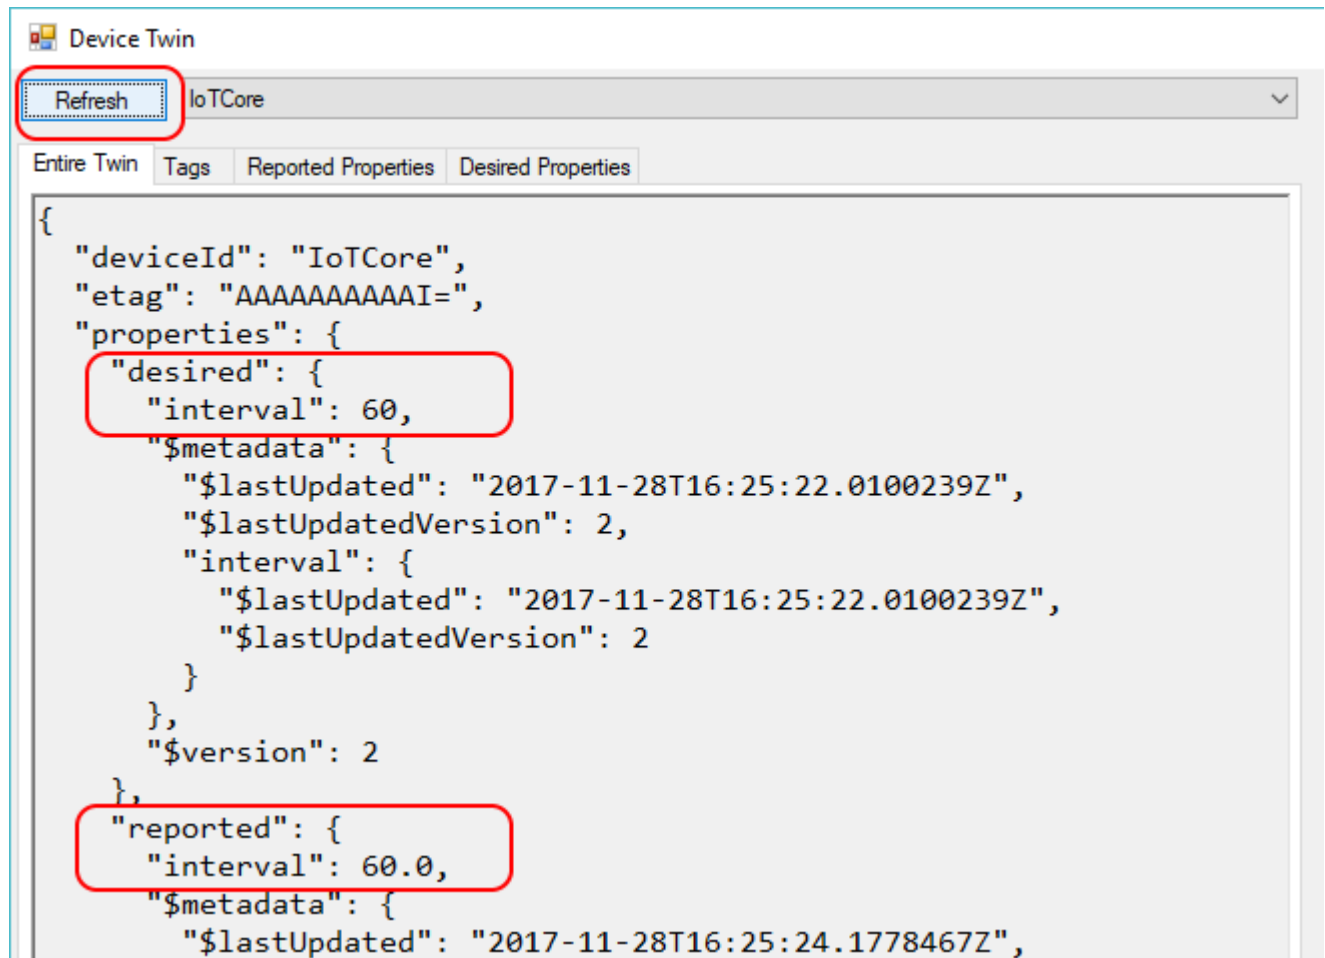 Device Twin
Refresh IoTCore
Entire Twin Tags Reported Properties Desired Properties
{
"deviceId": "IoTCore",
"etag": "AAAAAAAAAAI=",
"properties": {
"desired": {
"interval": 60,
"$metadata": {
"$lastUpdated": "2017-11-28T16:25:22.0100239Z",
"$lastUpdatedVersion": 2,
"interval": {
"$lastUpdated": "2017-11-28T16:25:22.0100239Z",
"$lastUpdatedVersion": 2
}
},
"$version": 2
},
"reported": {
"interval": 60.0,
"$metadata": {
"$lastUpdated": "2017-11-28T16:25:24.1778467Z",